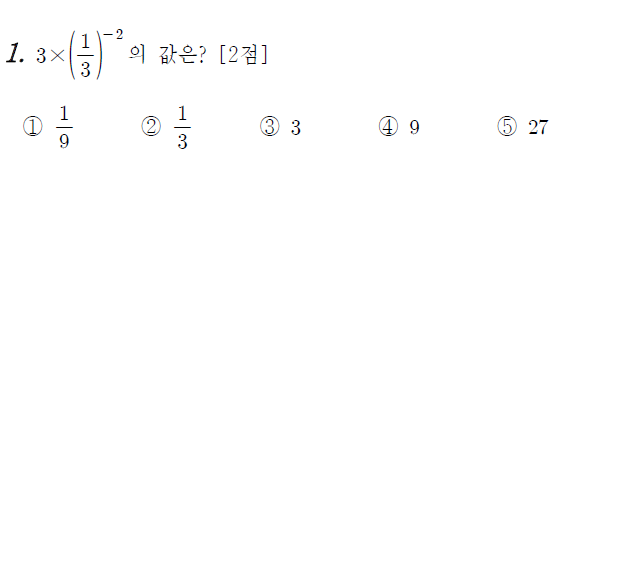 1. 3×(1/3)^{-2}의 값은? [2점]
① 1/9 ② 1/3 ③ 3 ④ 9 ⑤ 27